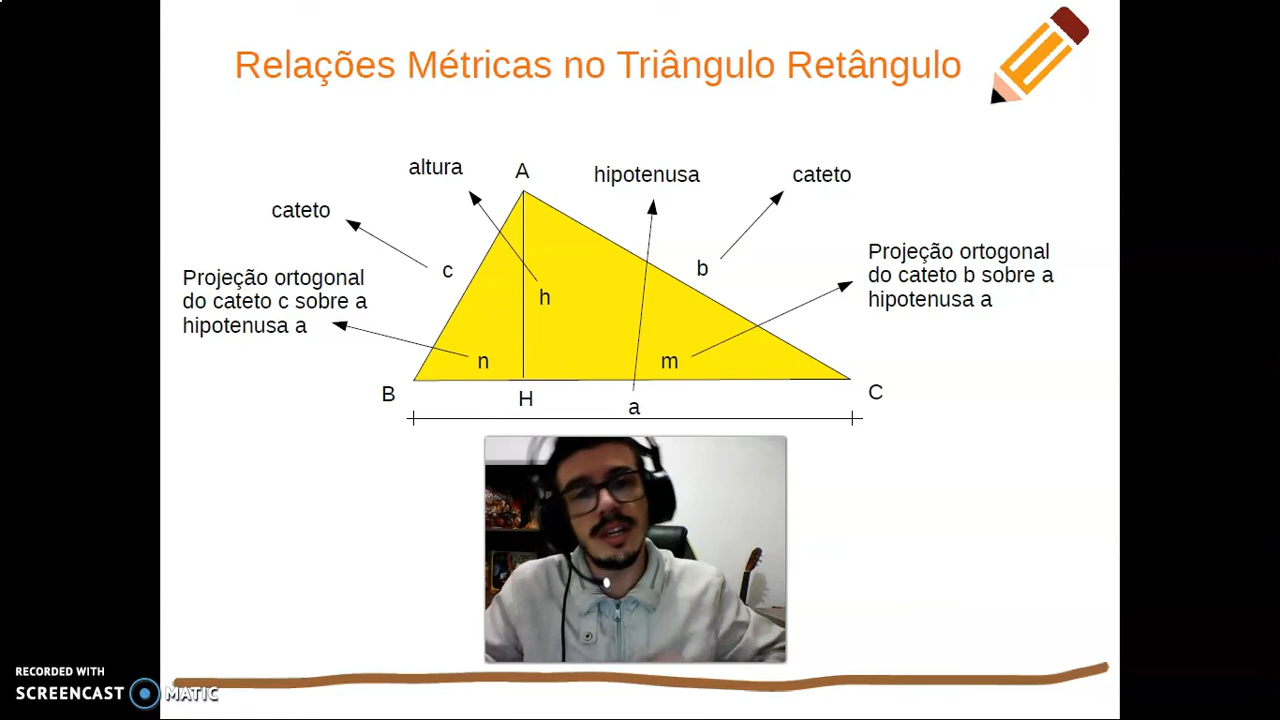 Relações Métricas no Triângulo Retângulo
altura
A
hipotenusa
cateto
cateto
Projeção ortogonal
do cateto b sobre a
hipotenusa a
c
b
Projeção ortogonal
do cateto c sobre a
hipotenusa a
h
n
m
B
H
a
C
RECORDED WITH
SCREENCAST MATIC